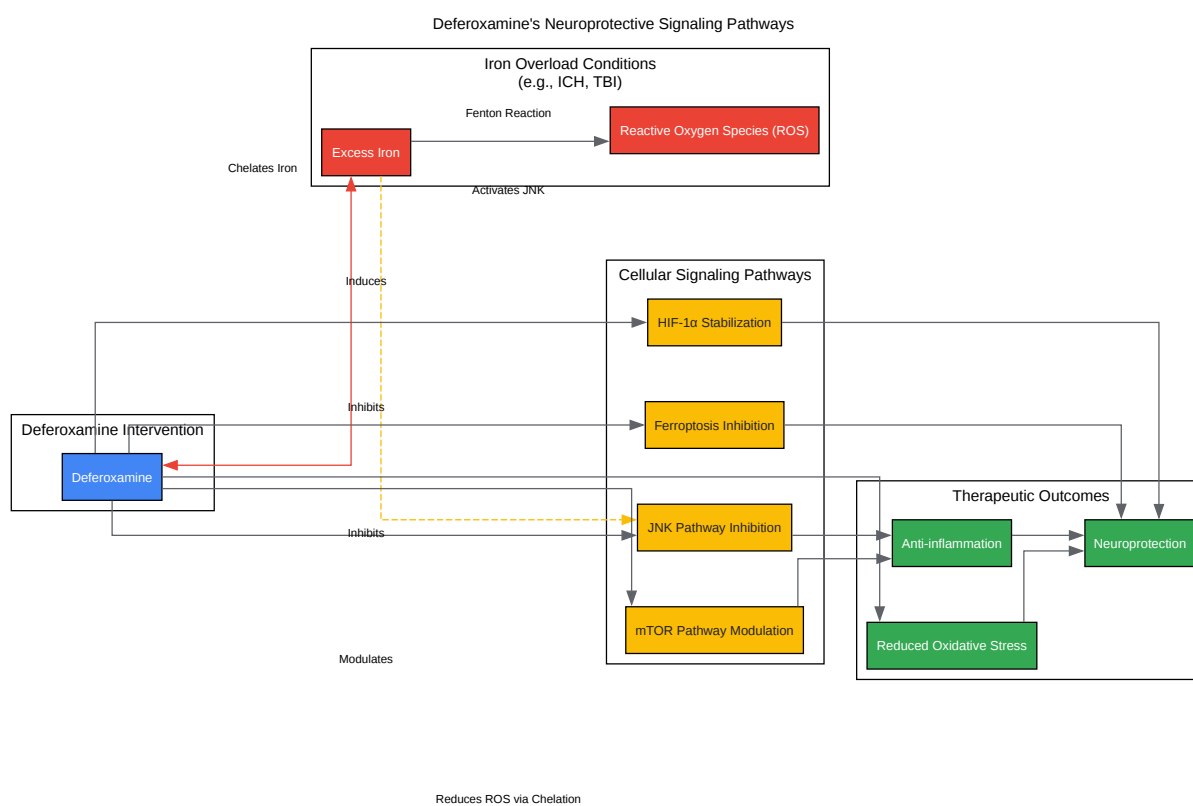 Deferoxamine's Neuroprotective Signaling Pathways
Iron Overload Conditions
(e.g., ICH, TBI)
Fenton Reaction
Reactive Oxygen Species (ROS)
Excess Iron
Chelates Iron
Activates JNK
Cellular Signaling Pathways
Induces
HIF-1α Stabilization
Inhibits
Ferroptosis Inhibition
Deferoxamine Intervention
Deferoxamine
Therapeutic Outcomes
JNK Pathway Inhibition
Inhibits
Anti-inflammation
Neuroprotection
mTOR Pathway Modulation
Reduced Oxidative Stress
Modulates
Reduces ROS via Chelation